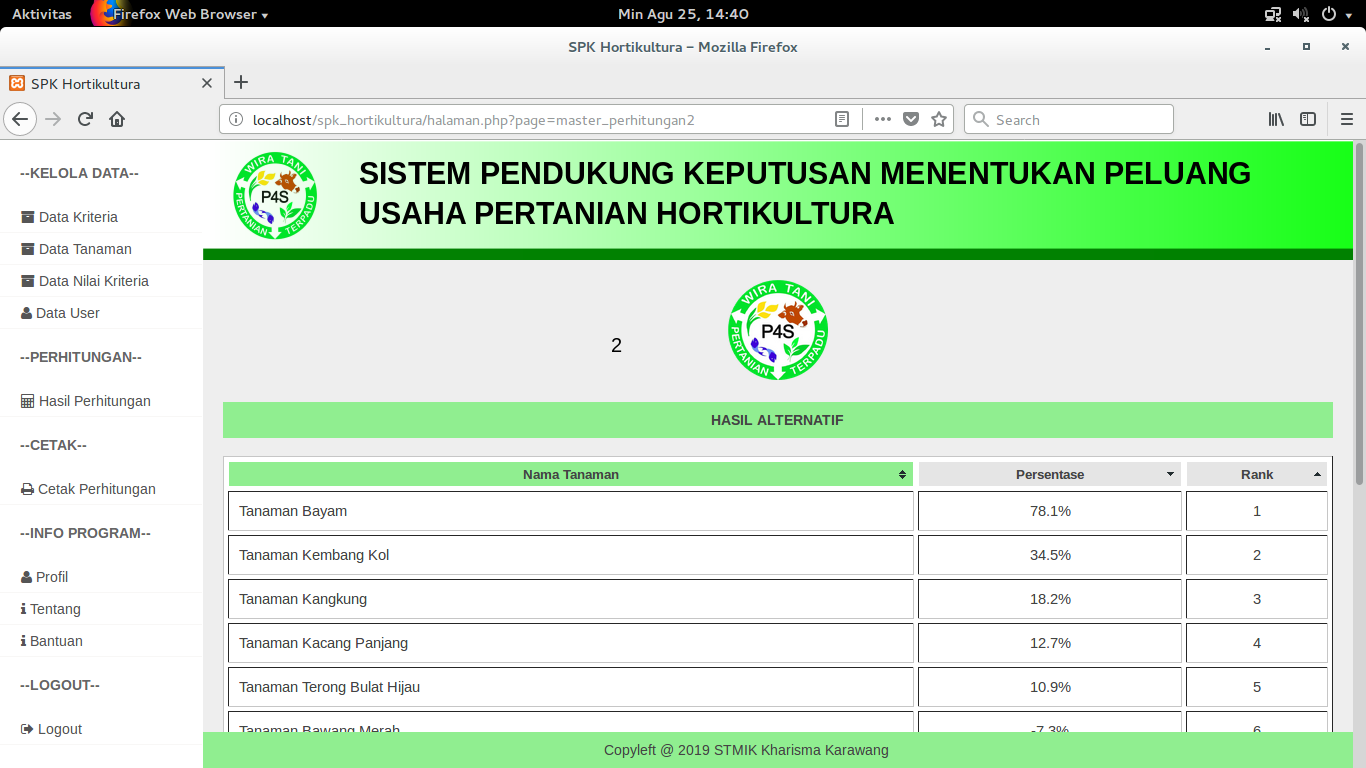 Aktivitas Firefox Web Browser Min Agu 25, 14:40
SPK Hortikultura – Mozilla Firefox
SPK Hortikultura
localhost/spk_hortikultura/halaman.php?page=master_perhitungan2 Search
--KELOLA DATA--
Data Kriteria
Data Tanaman
Data Nilai Kriteria
Data User
--PERHITUNGAN--
Hasil Perhitungan
--CETAK--
Cetak Perhitungan
--INFO PROGRAM--
Profil
Tentang
Bantuan
--LOGOUT--
Logout
WIRA TANI
P4S
PERTANIAN TERPADU
SISTEM PENDUKUNG KEPUTUSAN MENENTUKAN PELUANG
USAHA PERTANIAN HORTIKULTURA
2
WIRA TANI
P4S
PERTANIAN TERPADU
HASIL ALTERNATIF
Nama Tanaman Persentase Rank
Tanaman Bayam 78.1% 1
Tanaman Kembang Kol 34.5% 2
Tanaman Kangkung 18.2% 3
Tanaman Kacang Panjang 12.7% 4
Tanaman Terong Bulat Hijau 10.9% 5
Tanaman Bawang Merah -7.3% 6
Copyleft @ 2019 STMIK Kharisma Karawang